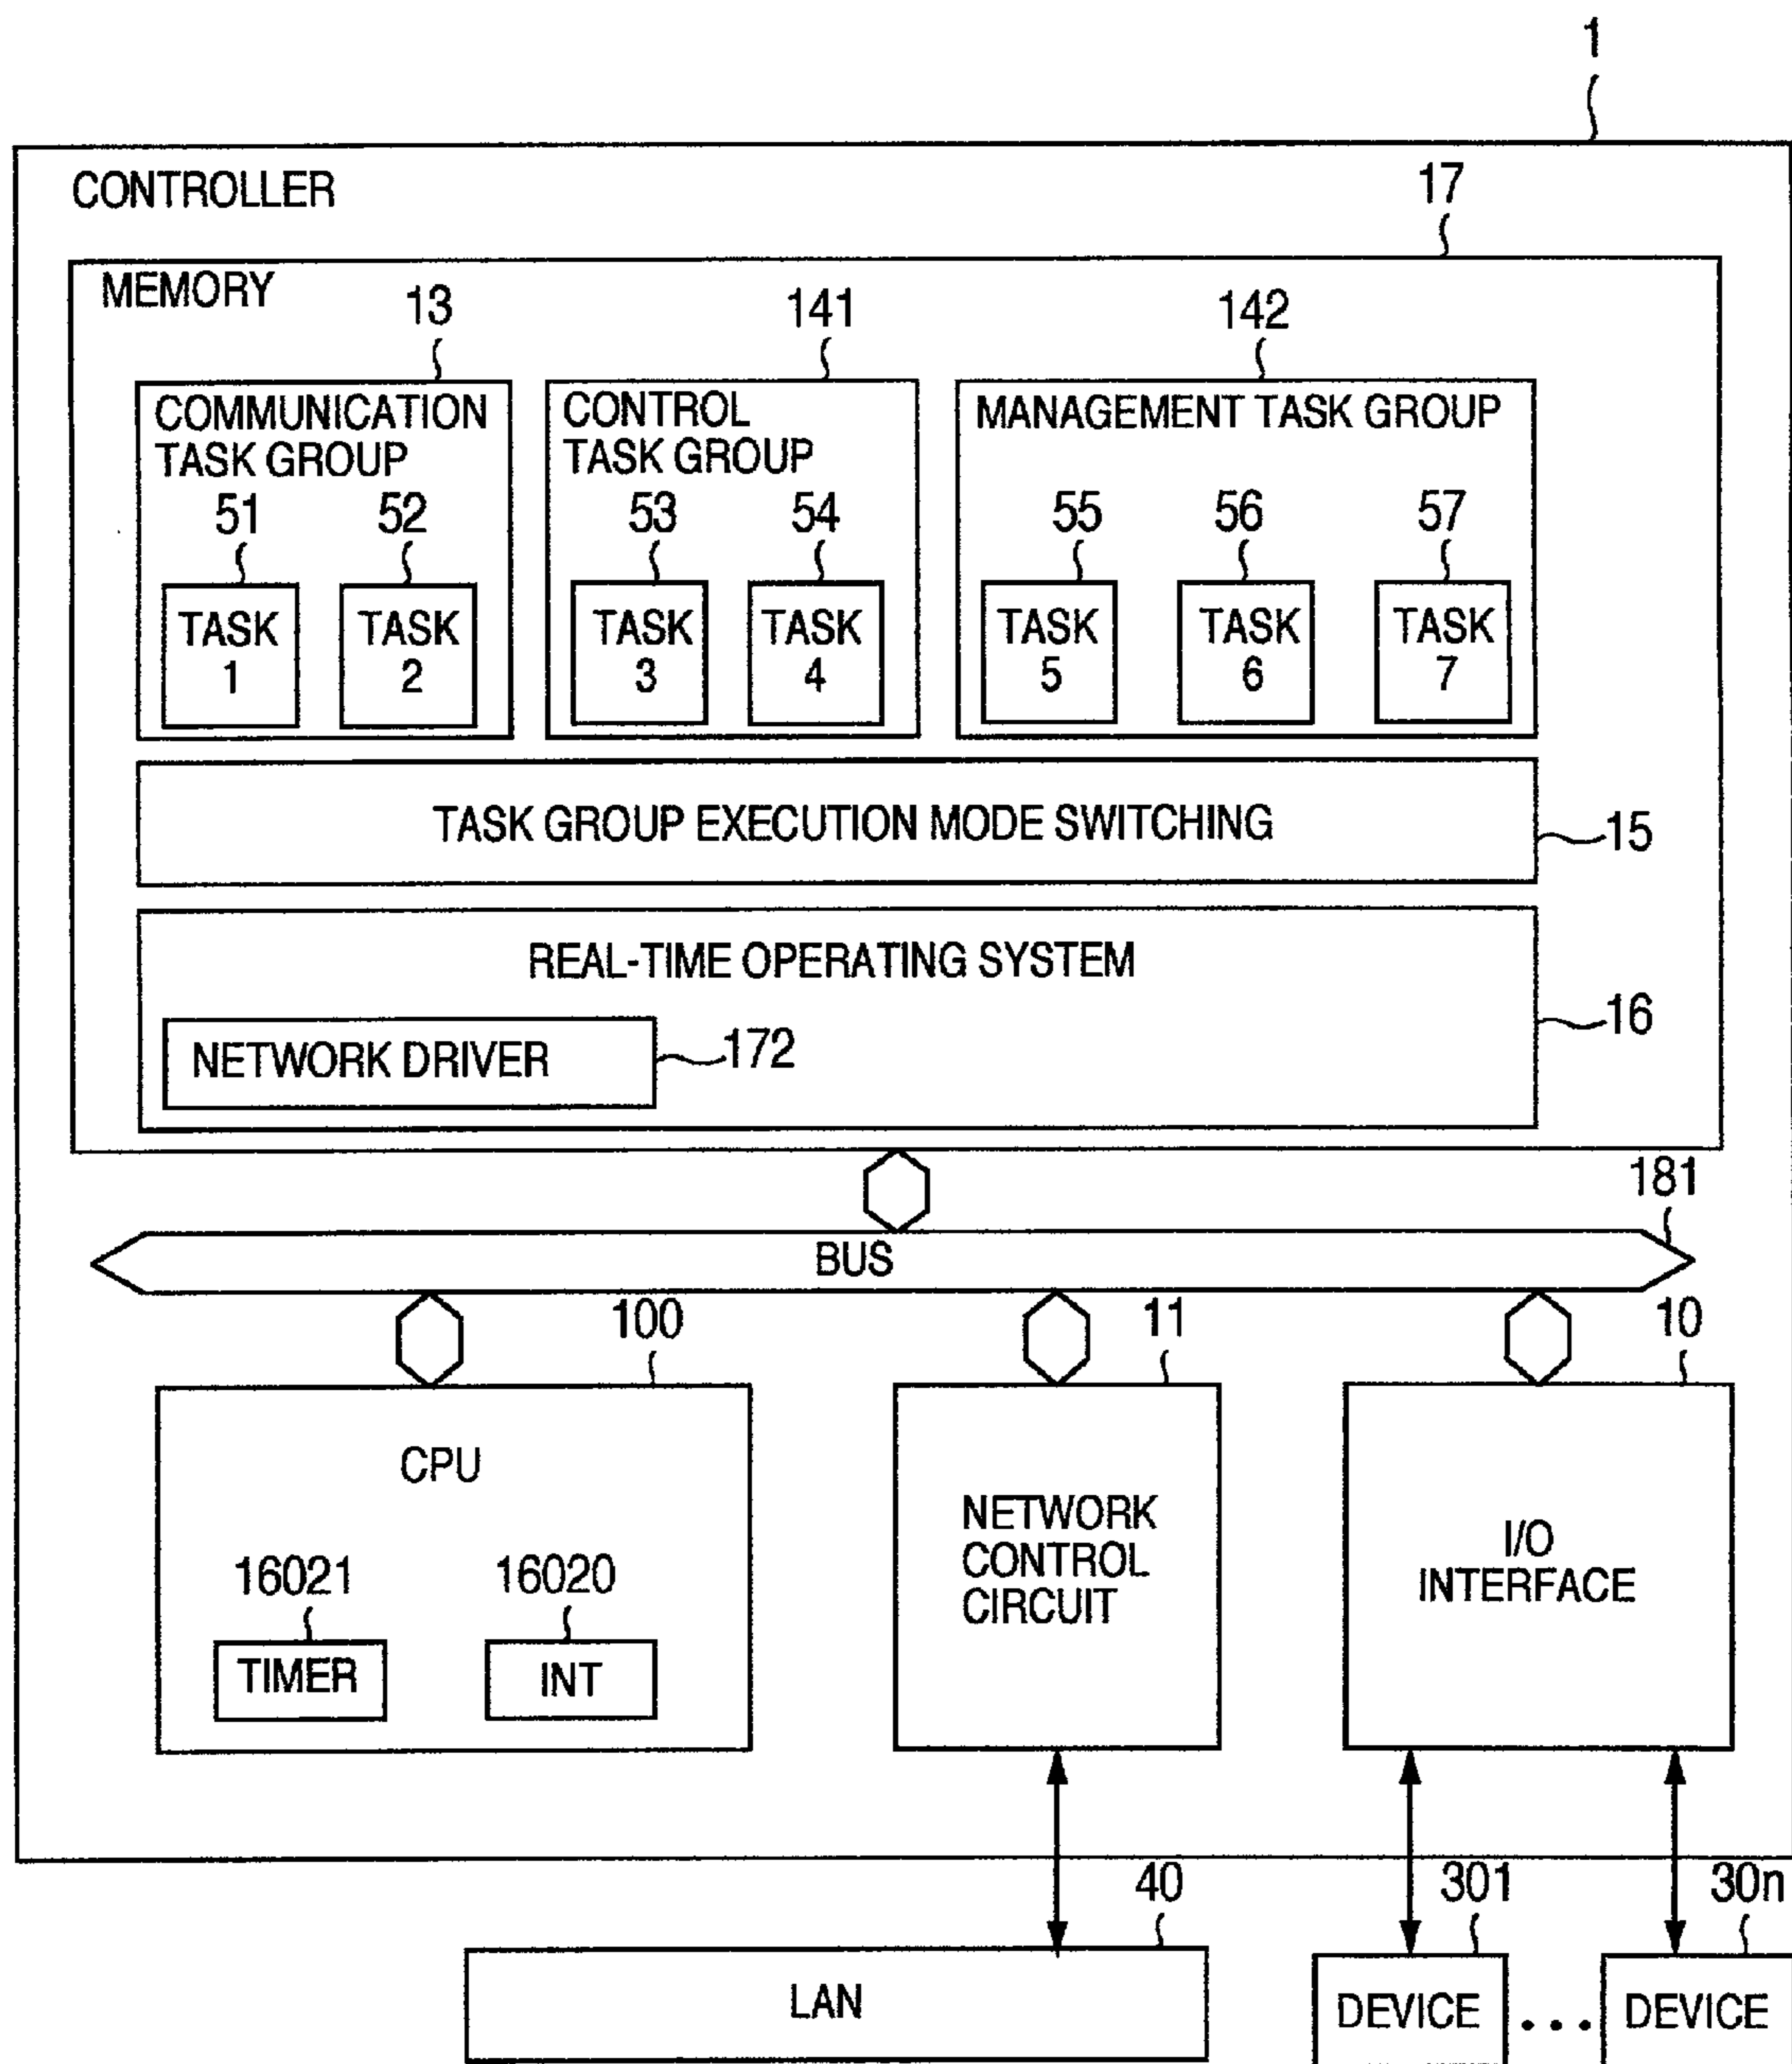 1
CONTROLLER
17
MEMORY
13
141
142
COMMUNICATION
TASK GROUP
CONTROL
TASK GROUP
MANAGEMENT TASK GROUP
51
52
53
54
55
56
57
TASK
1
TASK
2
TASK
3
TASK
4
TASK
5
TASK
6
TASK
7
TASK GROUP EXECUTION MODE SWITCHING
15
REAL-TIME OPERATING SYSTEM
16
NETWORK DRIVER
172
181
BUS
100
11
10
CPU
NETWORK
CONTROL
CIRCUIT
I/O
INTERFACE
16021
16020
TIMER
INT
40
301
30n
LAN
DEVICE
...
DEVICE